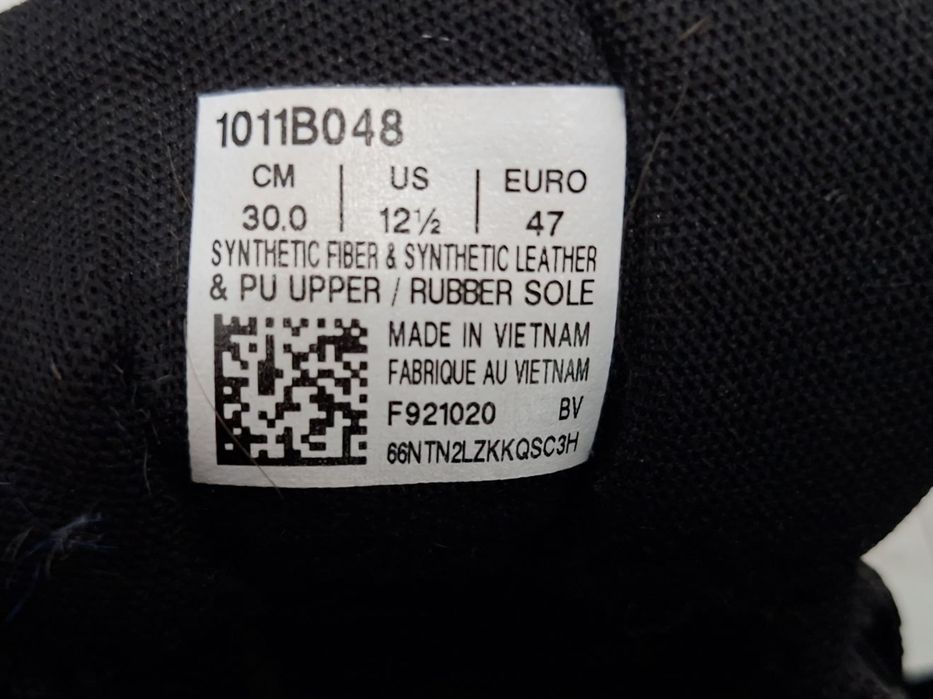 1011B048
CM | US | EURO
30.0 | 12½ | 47
SYNTHETIC FIBER & SYNTHETIC LEATHER
& PU UPPER / RUBBER SOLE
MADE IN VIETNAM
FABRIQUE AU VIETNAM
F921020 BV
66NTN2LZKKQSC3H